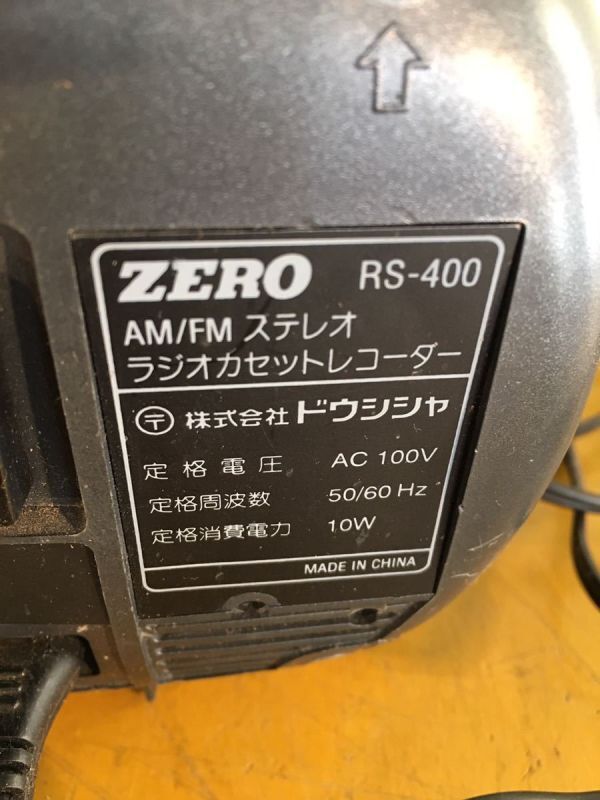 ZERO RS-400
AM/FM ステレオ
ラジオカセットレコーダー
〶 株式会社 ドウシシャ
定格電圧 AC 100V
定格周波数 50/60 Hz
定格消費電力 10W
MADE IN CHINA